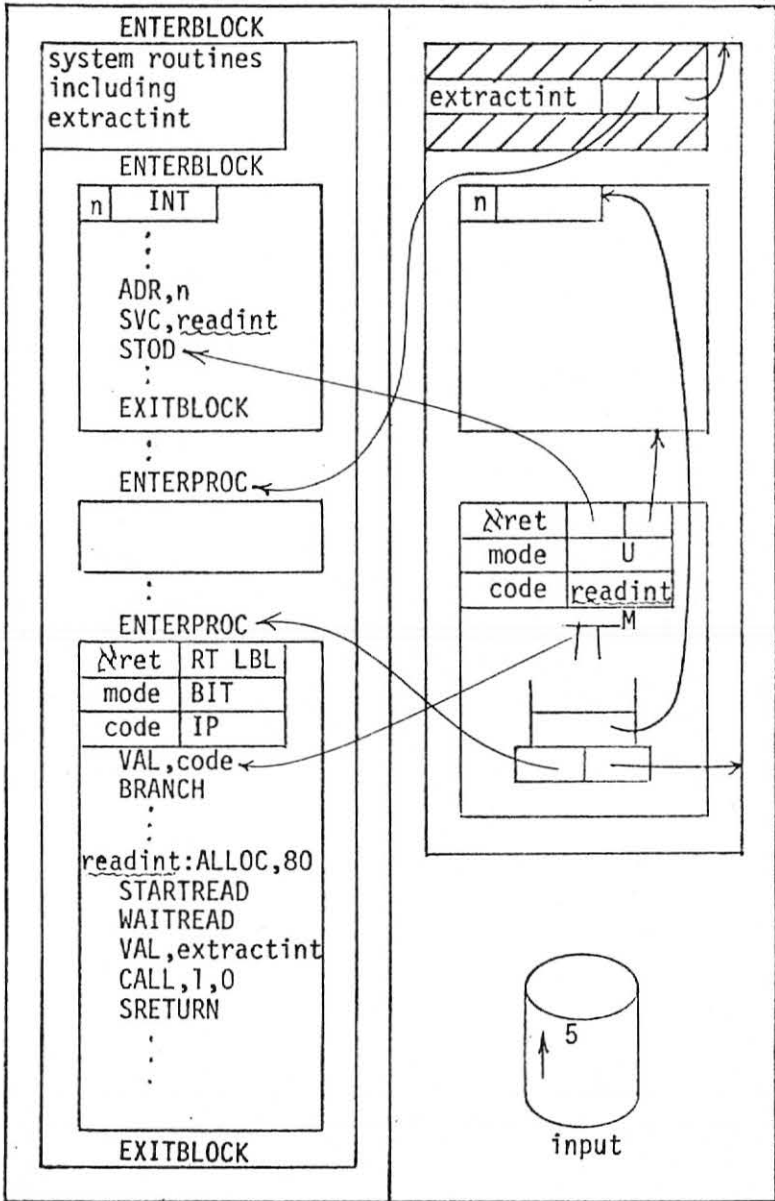 ENTERBLOCK
system routines
including
extractint
ENTERBLOCK
n INT
ADR,n
SVC,readint
STOD
EXITBLOCK
ENTERPROC
ENTERPROC
ℵret RT LBL
mode BIT
code IP
VAL,code
BRANCH
readint:ALLOC,80
STARTREAD
WAITREAD
VAL,extractint
CALL,1,0
SRETURN
EXITBLOCK
extractint
n
ℵret
mode U
code readint
M
5
input